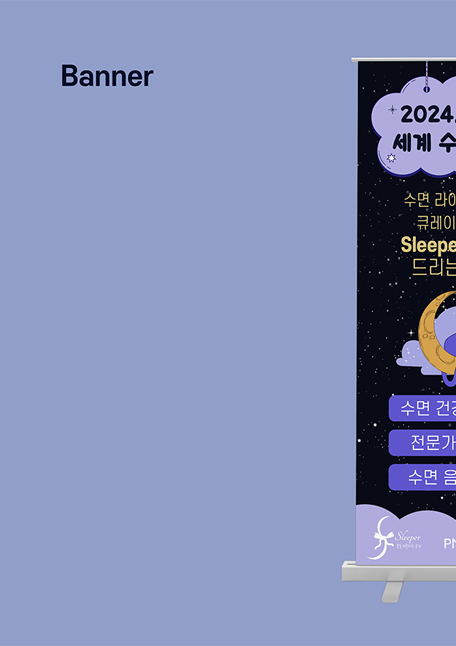 Banner
2024.
세계 수
수면 라이
큐레이
Sleepe
드리는
수면 건강
전문가
수면 음
Sleeper
PN